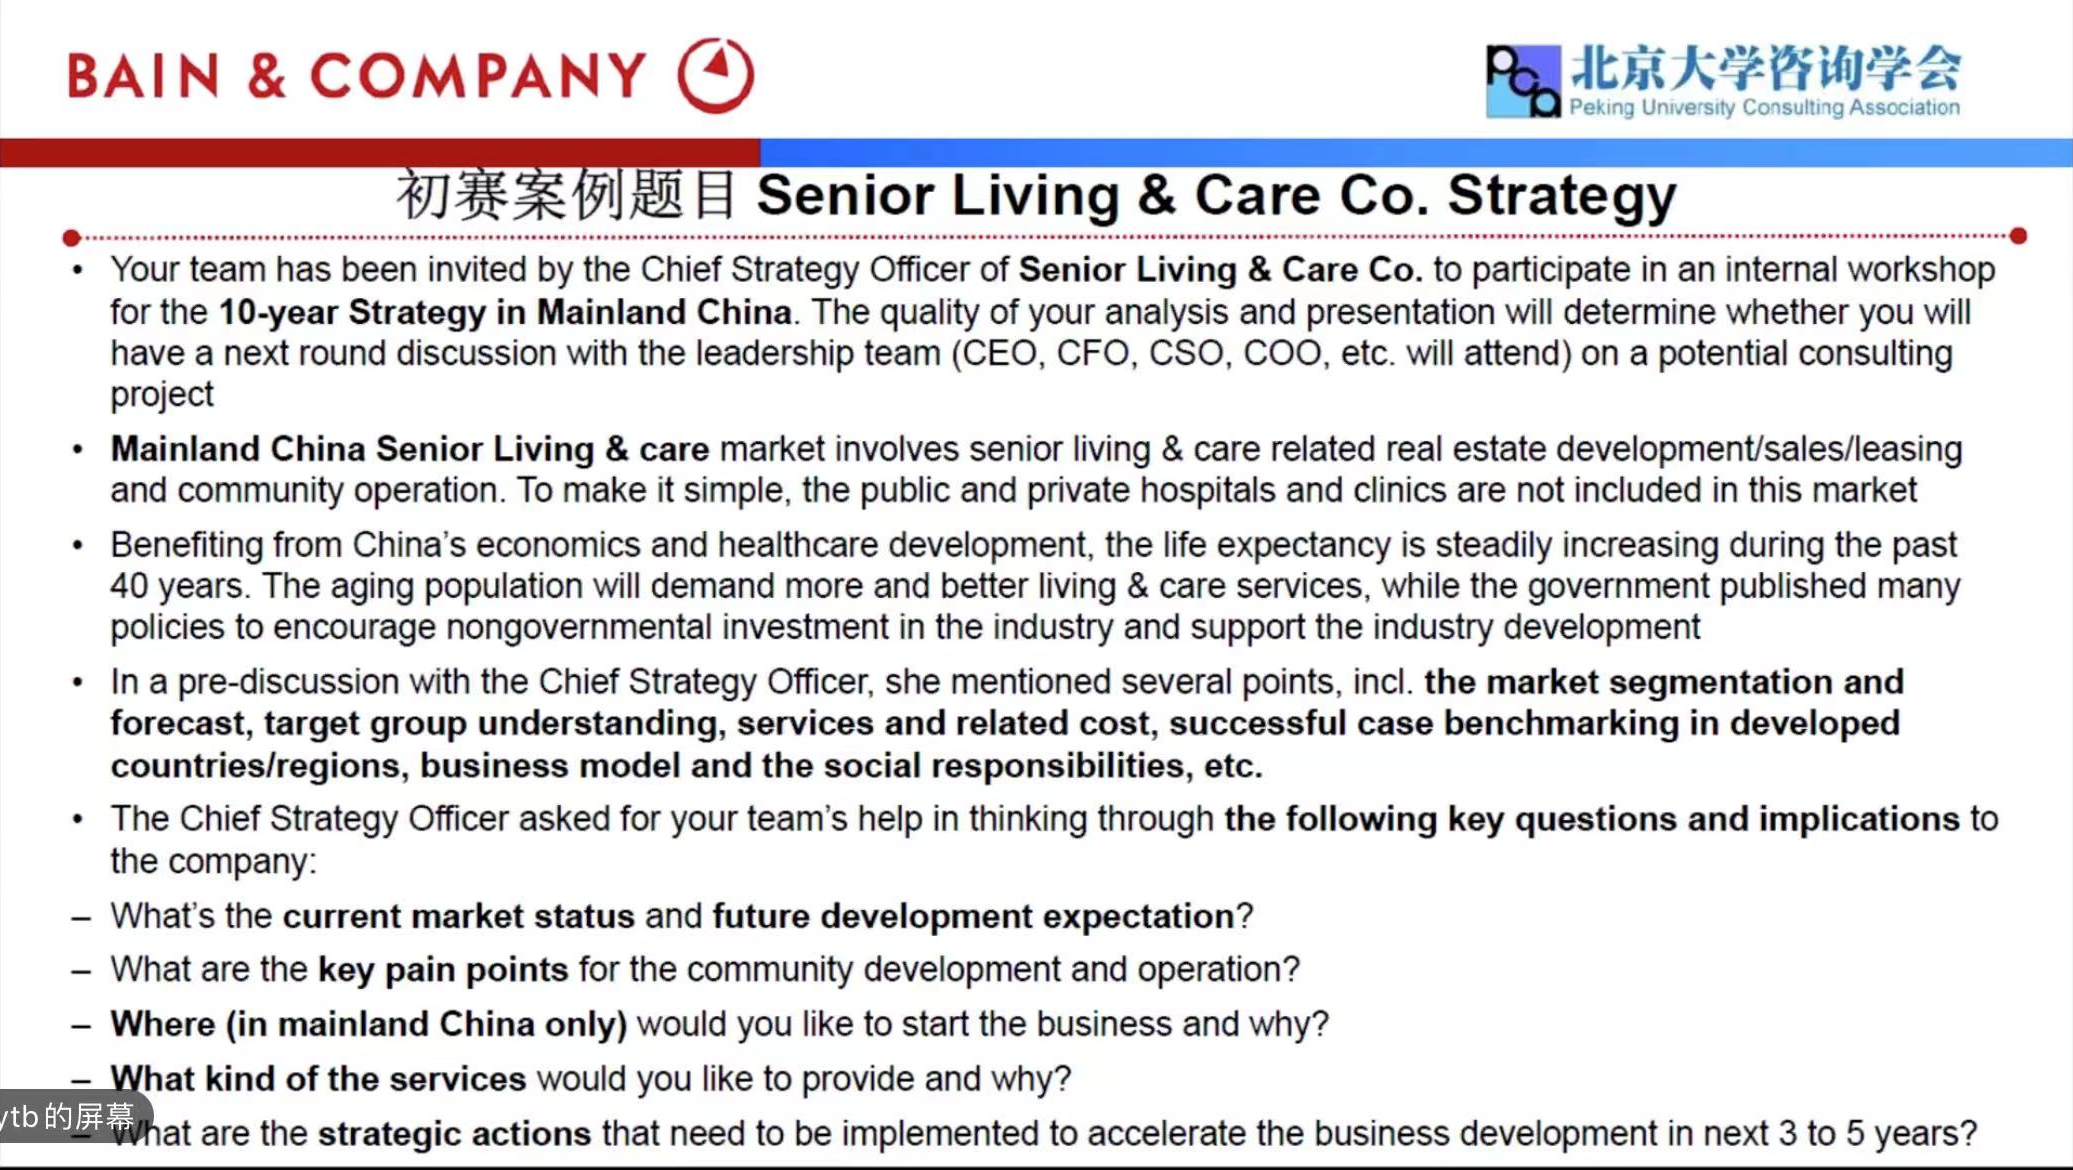 BAIN & COMPANY
PCA
北京大学咨询学会
Peking University Consulting Association
初赛案例题目 Senior Living & Care Co. Strategy
• Your team has been invited by the Chief Strategy Officer of Senior Living & Care Co. to participate in an internal workshop
for the 10-year Strategy in Mainland China. The quality of your analysis and presentation will determine whether you will
have a next round discussion with the leadership team (CEO, CFO, CSO, COO, etc. will attend) on a potential consulting
project
• Mainland China Senior Living & care market involves senior living & care related real estate development/sales/leasing
and community operation. To make it simple, the public and private hospitals and clinics are not included in this market
• Benefiting from China’s economics and healthcare development, the life expectancy is steadily increasing during the past
40 years. The aging population will demand more and better living & care services, while the government published many
policies to encourage nongovernmental investment in the industry and support the industry development
• In a pre-discussion with the Chief Strategy Officer, she mentioned several points, incl. the market segmentation and
forecast, target group understanding, services and related cost, successful case benchmarking in developed
countries/regions, business model and the social responsibilities, etc.
• The Chief Strategy Officer asked for your team’s help in thinking through the following key questions and implications to
the company:
– What’s the current market status and future development expectation?
– What are the key pain points for the community development and operation?
– Where (in mainland China only) would you like to start the business and why?
– What kind of the services would you like to provide and why?
ytb的屏幕
– What are the strategic actions that need to be implemented to accelerate the business development in next 3 to 5 years?